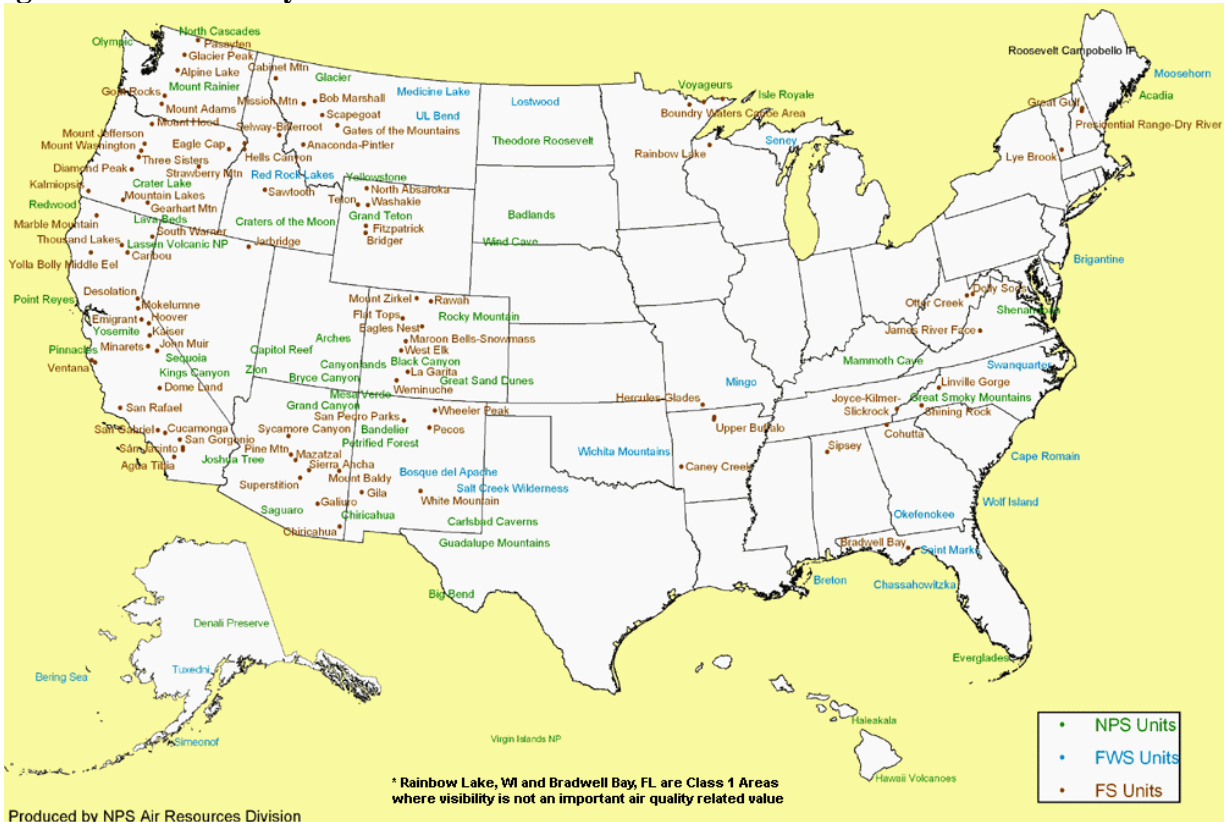 North Cascades
Olympic
Pasayten
Glacier Peak
Alpine Lake
Cabinet Mtn
Glacier
Goat Rocks
Mount Rainier
Mount Adams
Mission Mtn
Bob Marshall
Medicine Lake
Lostwood
Voyageurs
Isle Royale
Roosevelt Campobello IP
Moosehorn
Acadia
Mount Hood
Selway-Bitterroot
Scapegoat
UL Bend
Gates of the Mountains
Boundry Waters Canoe Area
Great Gulf
Presidential Range-Dry River
Mount Jefferson
Mount Washington
Eagle Cap
Anaconda-Pintler
Theodore Roosevelt
Rainbow Lake
Seney
Lye Brook
Three Sisters
Hells Canyon
Diamond Peak
Strawberry Mtn
Red Rock Lakes
Yellowstone
Kalmiopsis
Crater Lake
Sawtooth
North Absaroka
Mountain Lakes
Teton
Washakie
Redwood
Gearhart Mtn
Grand Teton
Badlands
Marble Mountain
Lava Beds
Craters of the Moon
Fitzpatrick
South Warner
Bridger
Thousand Lakes
Lassen Volcanic NP
Jarbridge
Wind Cave
Caribou
Yolla Bolly Middle Eel
Brigantine
Desolation
Mount Zirkel
Rawah
Dolly Sods
Otter Creek
Point Reyes
Mokelumne
Hoover
Flat Tops
Rocky Mountain
Shenandoah
Emigrant
Yosemite
Kaiser
Eagles Nest
James River Face
Arches
Maroon Bells-Snowmass
Pinnacles
Minarets
John Muir
Capitol Reef
West Elk
Sequoia
Canyonlands
Black Canyon
Mammoth Cave
Swanquarter
Ventana
Kings Canyon
Zion
La Garita
Bryce Canyon
Great Sand Dunes
Mingo
Dome Land
Weminuche
Linville Gorge
Mesa Verde
Hercules-Glades
Joyce-Kilmer-
Slickrock
Great Smoky Mountains
San Rafael
Grand Canyon
San Pedro Parks
Wheeler Peak
Shining Rock
Upper Buffalo
San Gabriel
Cucamonga
Sycamore Canyon
Bandelier
Pecos
Cohutta
San Gorgonio
Petrified Forest
San Jacinto
Pine Mtn
Mazatzal
Wichita Mountains
Sipsey
Cape Romain
Agua Tibia
Joshua Tree
Sierra Ancha
Bosque del Apache
Caney Creek
Mount Baldy
Superstition
Gila
Salt Creek Wilderness
White Mountain
Galiuro
Wolf Island
Saguaro
Chiricahua
Okefenokee
Carlsbad Caverns
Chiricahua
Guadalupe Mountains
Bradwell Bay
Saint Marks
Breton
Chassahowitzka
Big Bend
Denali Preserve
Everglades
Bering Sea
Tuxedni
Haleakala
NPS Units
Simeonof
Virgin Islands NP
FWS Units
Hawaii Volcanoes
FS Units
* Rainbow Lake, WI and Bradwell Bay, FL are Class 1 Areas
where visibility is not an important air quality related value
Produced by NPS Air Resources Division